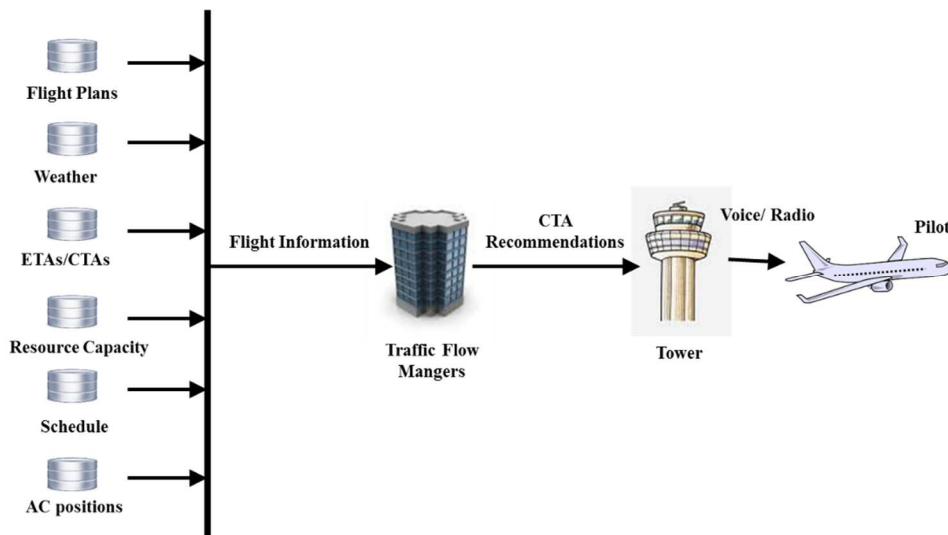 Flight Plans
Weather
ETAs/CTAs
Resource Capacity
Schedule
AC positions
Flight Information
Traffic Flow
Mangers
CTA
Recommendations
Tower
Voice/ Radio
Pilot